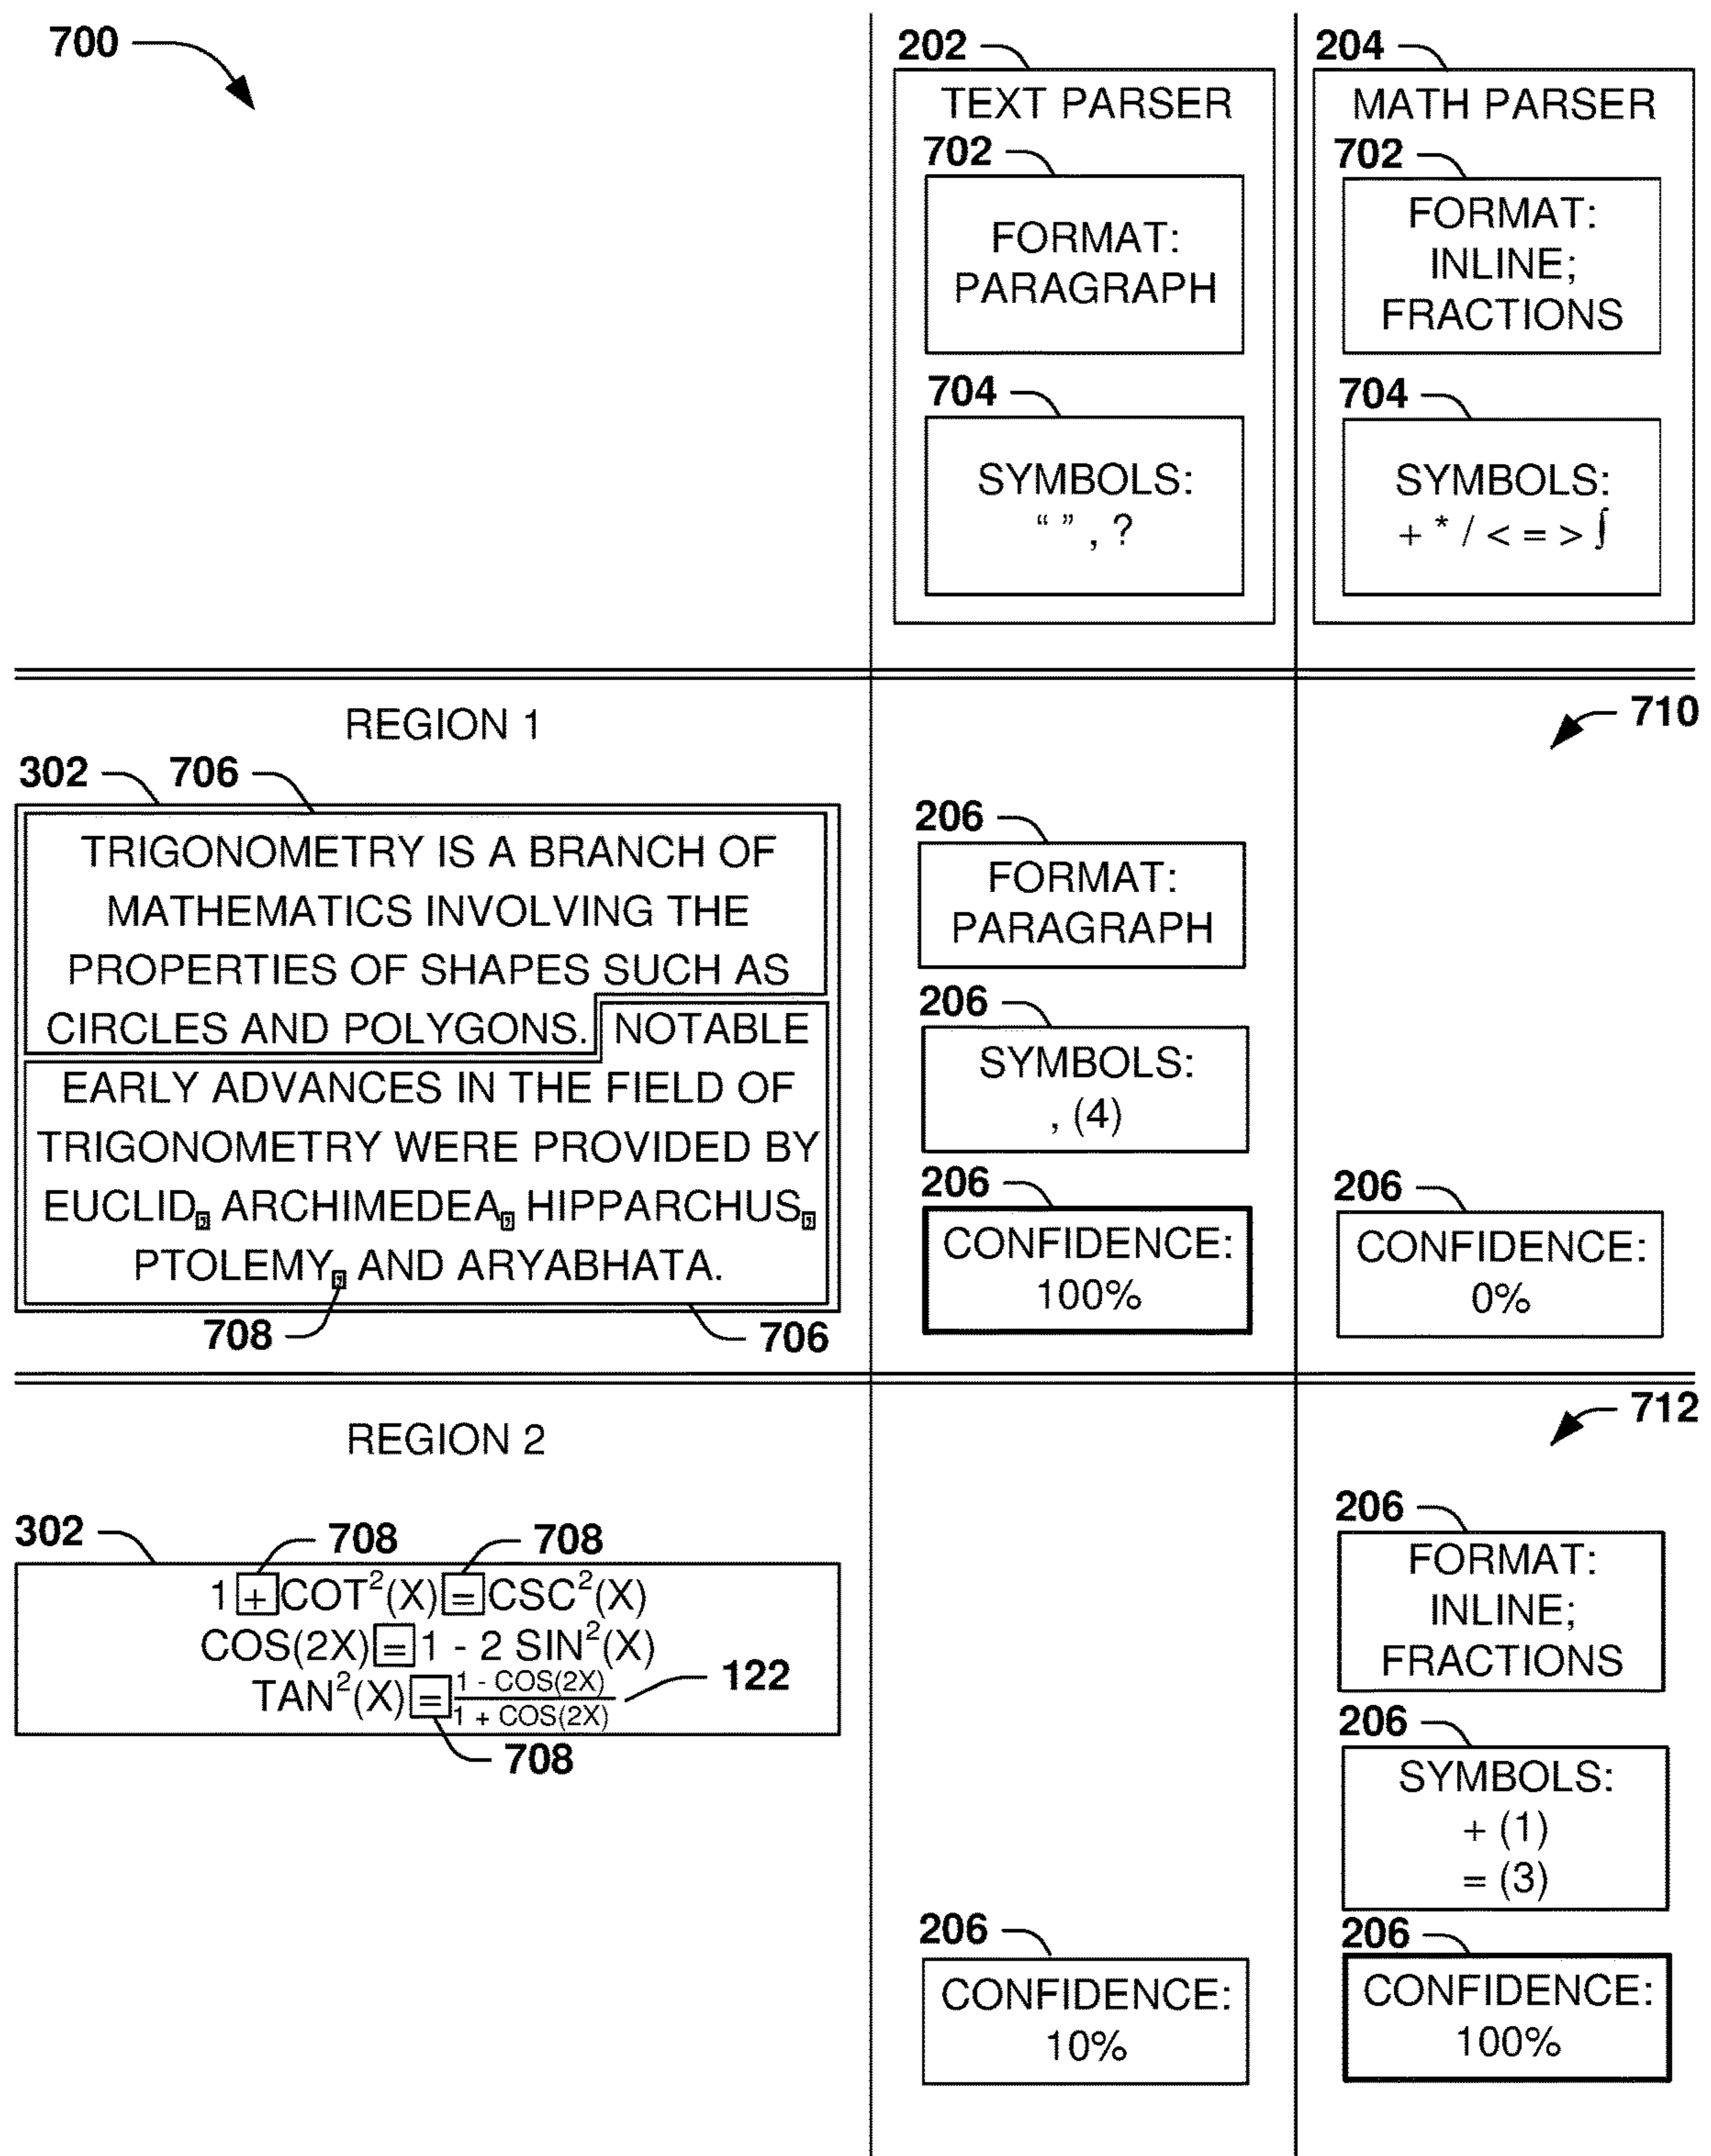 700
202
204
TEXT PARSER
MATH PARSER
702
702
FORMAT:
PARAGRAPH
FORMAT:
INLINE;
FRACTIONS
704
704
SYMBOLS:
“ ” , ?
SYMBOLS:
+ * / < = > ∫
REGION 1
710
302
706
TRIGONOMETRY IS A BRANCH OF
MATHEMATICS INVOLVING THE
PROPERTIES OF SHAPES SUCH AS
CIRCLES AND POLYGONS. NOTABLE
EARLY ADVANCES IN THE FIELD OF
TRIGONOMETRY WERE PROVIDED BY
EUCLID, ARCHIMEDEA, HIPPARCHUS,
PTOLEMY, AND ARYABHATA.
708
706
206
FORMAT:
PARAGRAPH
206
SYMBOLS:
, (4)
206
CONFIDENCE:
100%
206
CONFIDENCE:
0%
REGION 2
712
302
708
708
1 + COT²(X) = CSC²(X)
COS(2X) = 1 - 2 SIN²(X)
TAN²(X) = 1 - COS(2X)
1 + COS(2X)
122
708
206
CONFIDENCE:
10%
206
FORMAT:
INLINE;
FRACTIONS
206
SYMBOLS:
+ (1)
= (3)
206
CONFIDENCE:
100%